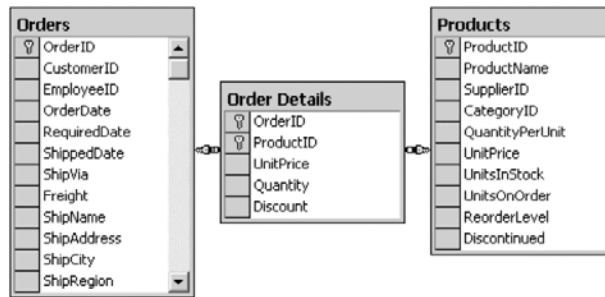 Orders
OrderID
CustomerID
EmployeeID
OrderDate
RequiredDate
ShippedDate
ShipVia
Freight
ShipName
ShipAddress
ShipCity
ShipRegion
Order Details
OrderID
ProductID
UnitPrice
Quantity
Discount
Products
ProductID
ProductName
SupplierID
CategoryID
QuantityPerUnit
UnitPrice
UnitsInStock
UnitsOnOrder
ReorderLevel
Discontinued